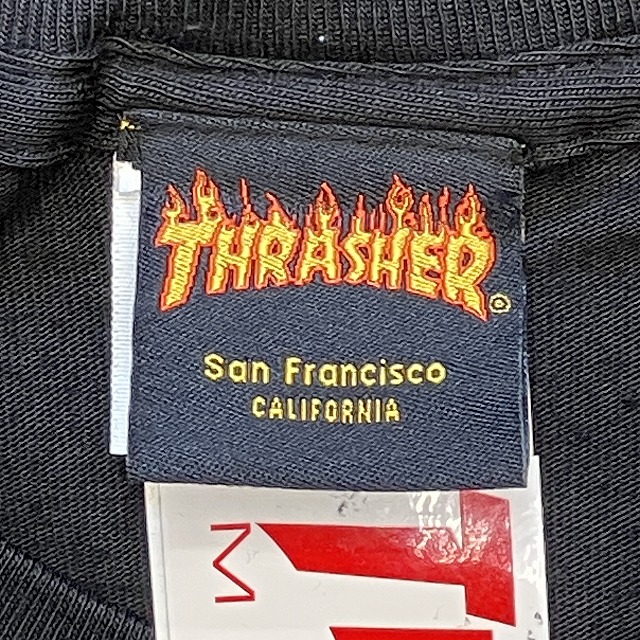 THRASHER
San Francisco
CALIFORNIA
M